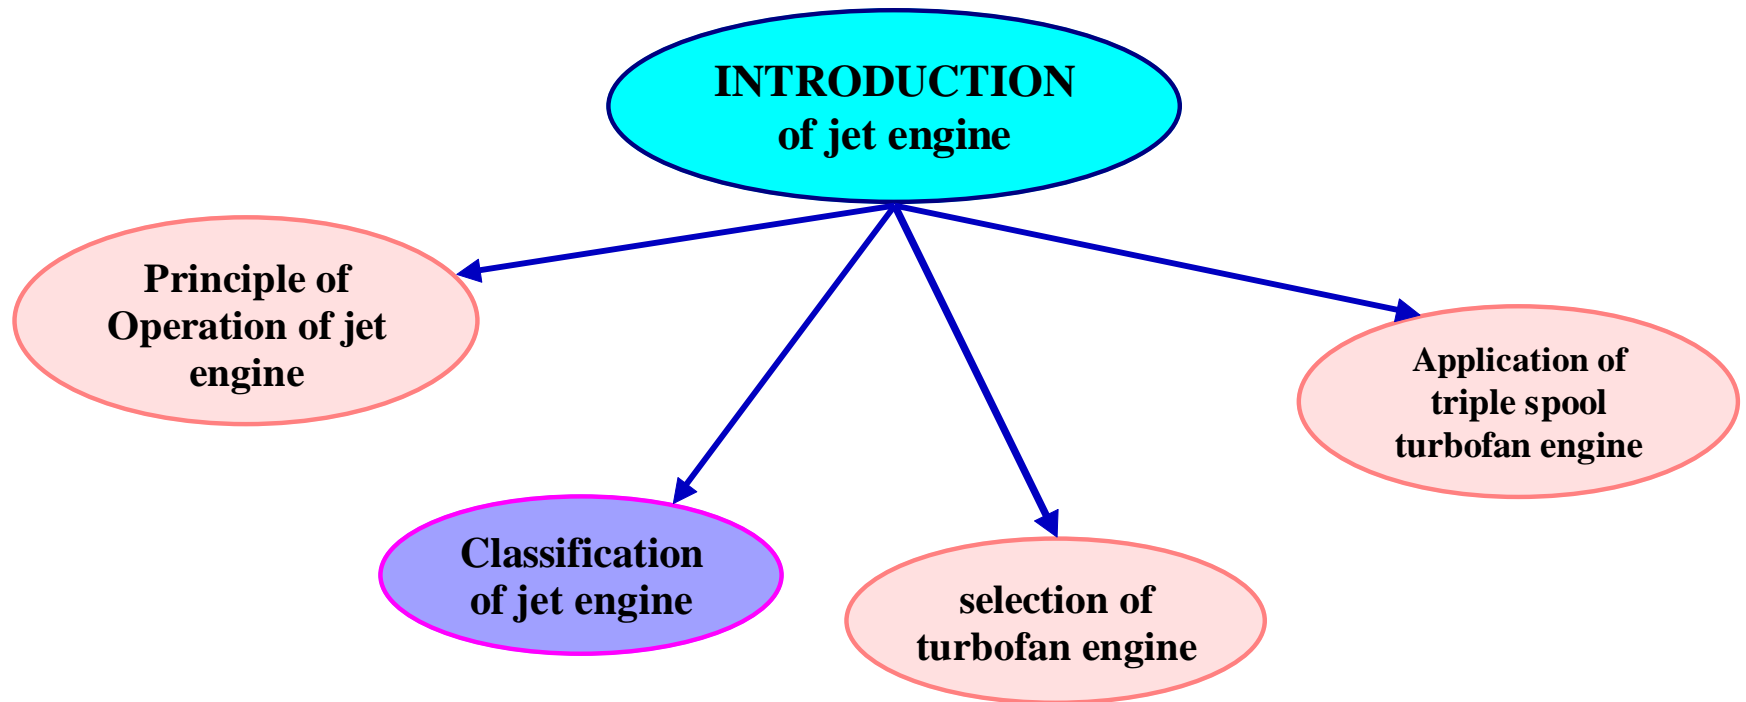 INTRODUCTION
of jet engine
Principle of
Operation of jet
engine
Application of
triple spool
turbofan engine
Classification
of jet engine
selection of
turbofan engine